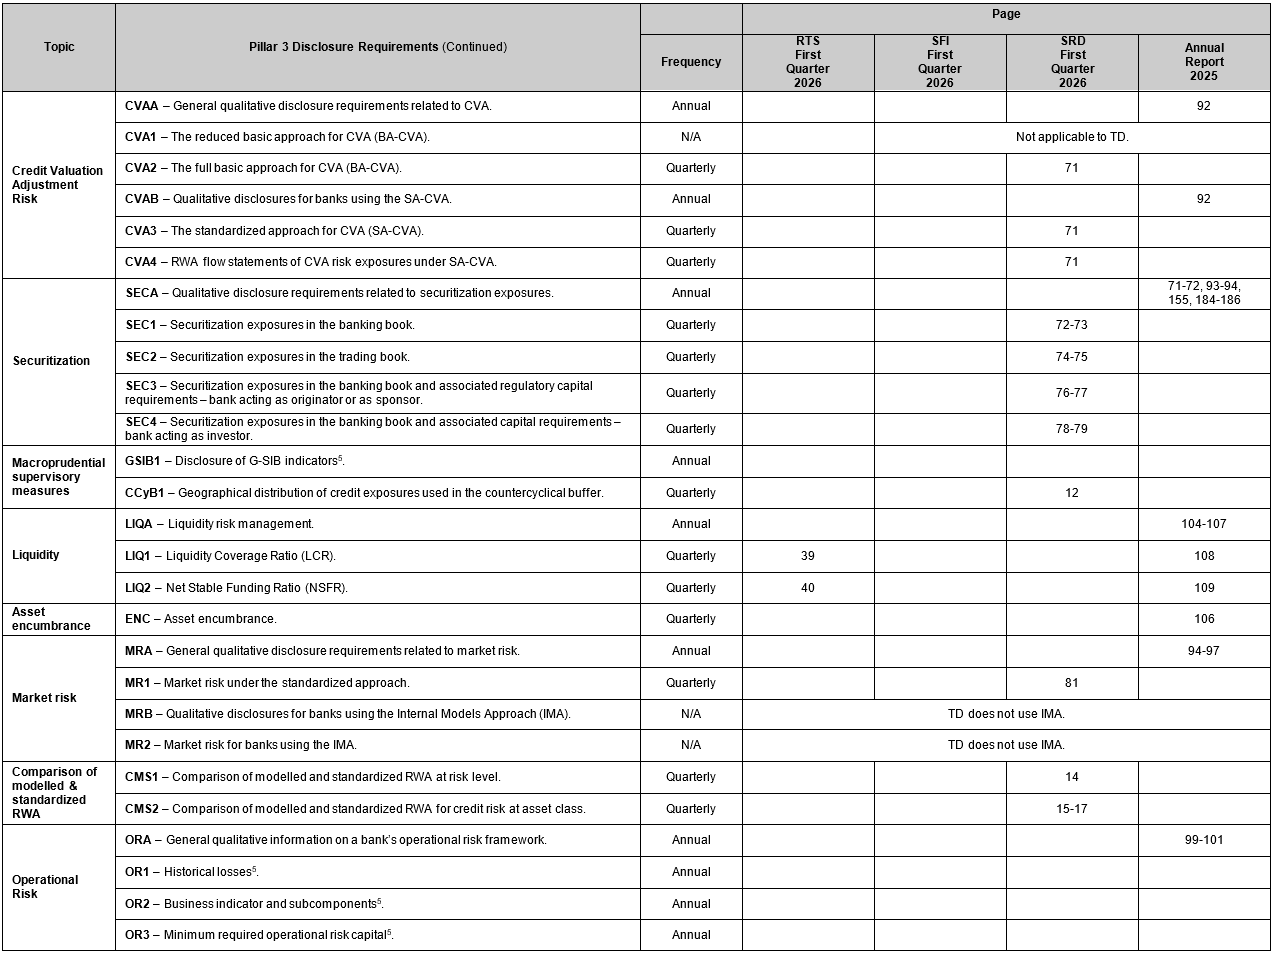 Topic
Pillar 3 Disclosure Requirements (Continued)
Frequency
Page
RTS
First
Quarter
2026
SFI
First
Quarter
2026
SRD
First
Quarter
2026
Annual
Report
2025
Credit Valuation
Adjustment
Risk
CVAA – General qualitative disclosure requirements related to CVA. Annual 92
CVA1 – The reduced basic approach for CVA (BA-CVA). N/A Not applicable to TD.
CVA2 – The full basic approach for CVA (BA-CVA). Quarterly 71
CVAB – Qualitative disclosures for banks using the SA-CVA. Annual 92
CVA3 – The standardized approach for CVA (SA-CVA). Quarterly 71
CVA4 – RWA flow statements of CVA risk exposures under SA-CVA. Quarterly 71
Securitization
SECA – Qualitative disclosure requirements related to securitization exposures. Annual 71-72, 93-94,
155, 184-186
SEC1 – Securitization exposures in the banking book. Quarterly 72-73
SEC2 – Securitization exposures in the trading book. Quarterly 74-75
SEC3 – Securitization exposures in the banking book and associated regulatory capital
requirements – bank acting as originator or as sponsor. Quarterly 76-77
SEC4 – Securitization exposures in the banking book and associated capital requirements –
bank acting as investor. Quarterly 78-79
Macroprudential
supervisory
measures
GSIB1 – Disclosure of G-SIB indicators⁵. Annual
CCyB1 – Geographical distribution of credit exposures used in the countercyclical buffer. Quarterly 12
Liquidity
LIQA – Liquidity risk management. Annual 104-107
LIQ1 – Liquidity Coverage Ratio (LCR). Quarterly 39 108
LIQ2 – Net Stable Funding Ratio (NSFR). Quarterly 40 109
Asset
encumbrance
ENC – Asset encumbrance. Quarterly 106
Market risk
MRA – General qualitative disclosure requirements related to market risk. Annual 94-97
MR1 – Market risk under the standardized approach. Quarterly 81
MRB – Qualitative disclosures for banks using the Internal Models Approach (IMA). N/A TD does not use IMA.
MR2 – Market risk for banks using the IMA. N/A TD does not use IMA.
Comparison of
modelled &
standardized
RWA
CMS1 – Comparison of modelled and standardized RWA at risk level. Quarterly 14
CMS2 – Comparison of modelled and standardized RWA for credit risk at asset class. Quarterly 15-17
Operational
Risk
ORA – General qualitative information on a bank's operational risk framework. Annual 99-101
OR1 – Historical losses⁵. Annual
OR2 – Business indicator and subcomponents⁵. Annual
OR3 – Minimum required operational risk capital⁵. Annual